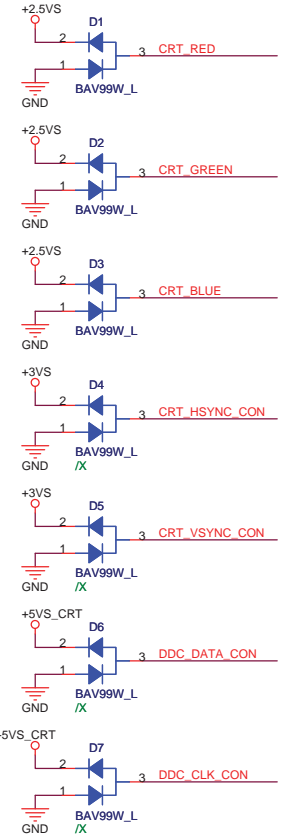 +2.5VS
D1
2
3 CRT_RED
1
BAV99W_L
GND
+2.5VS
D2
2
3 CRT_GREEN
1
BAV99W_L
GND
+2.5VS
D3
2
3 CRT_BLUE
1
BAV99W_L
GND
+3VS
D4
2
3 CRT_HSYNC_CON
1
BAV99W_L
GND /X
+3VS
D5
2
3 CRT_VSYNC_CON
1
BAV99W_L
GND /X
+5VS_CRT
D6
2
3 DDC_DATA_CON
1
BAV99W_L
GND /X
+5VS_CRT
D7
2
3 DDC_CLK_CON
1
BAV99W_L
GND /X